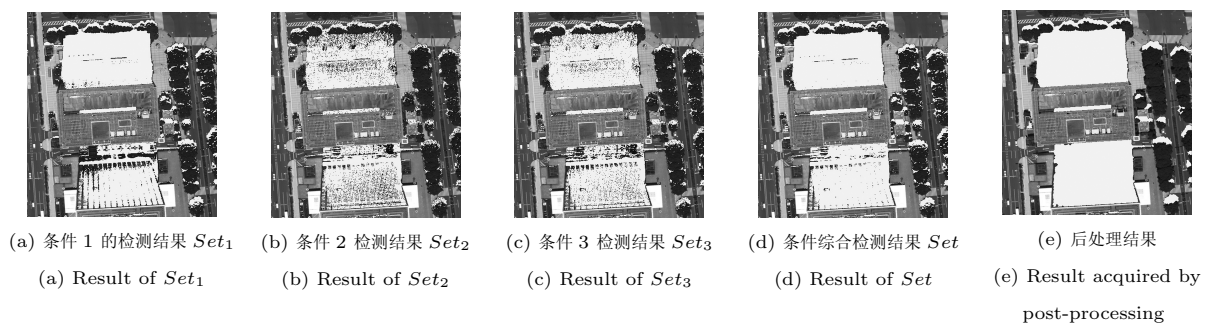 (a) 条件 1 的检测结果 Set₁
(b) 条件 2 检测结果 Set₂
(c) 条件 3 检测结果 Set₃
(d) 条件综合检测结果 Set
(e) 后处理结果
(a) Result of Set₁
(b) Result of Set₂
(c) Result of Set₃
(d) Result of Set
(e) Result acquired by
post-processing